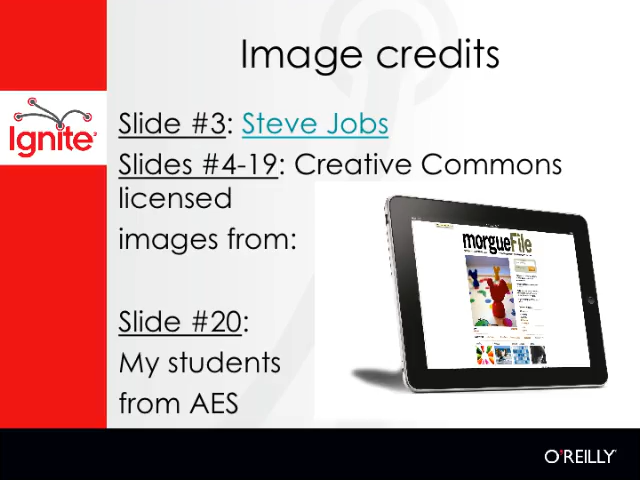 Image credits
Ignite
Slide #3: Steve Jobs
Slides #4-19: Creative Commons
licensed
images from:
morgueFile
Slide #20:
My students
from AES
O'REILLY